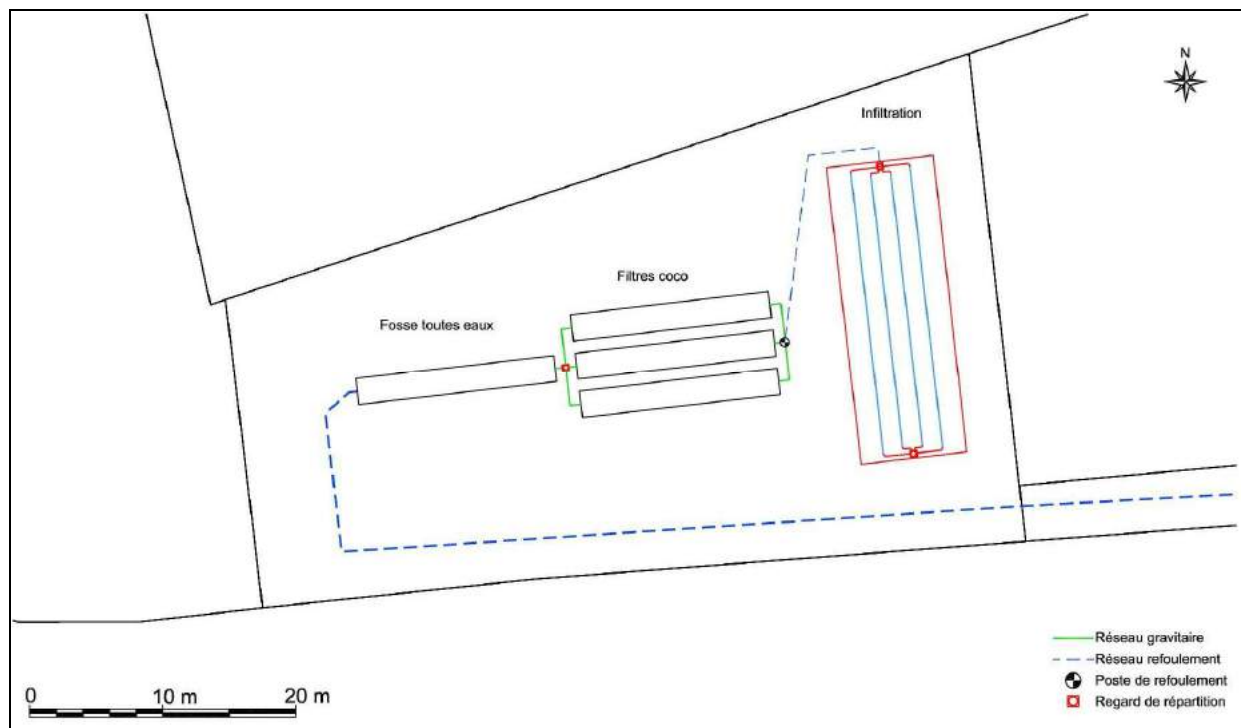 N
Infiltration
Filtres coco
Fosse toutes eaux
Réseau gravitaire
Réseau refoulement
Poste de refoulement
Regard de répartition
0 10 m 20 m